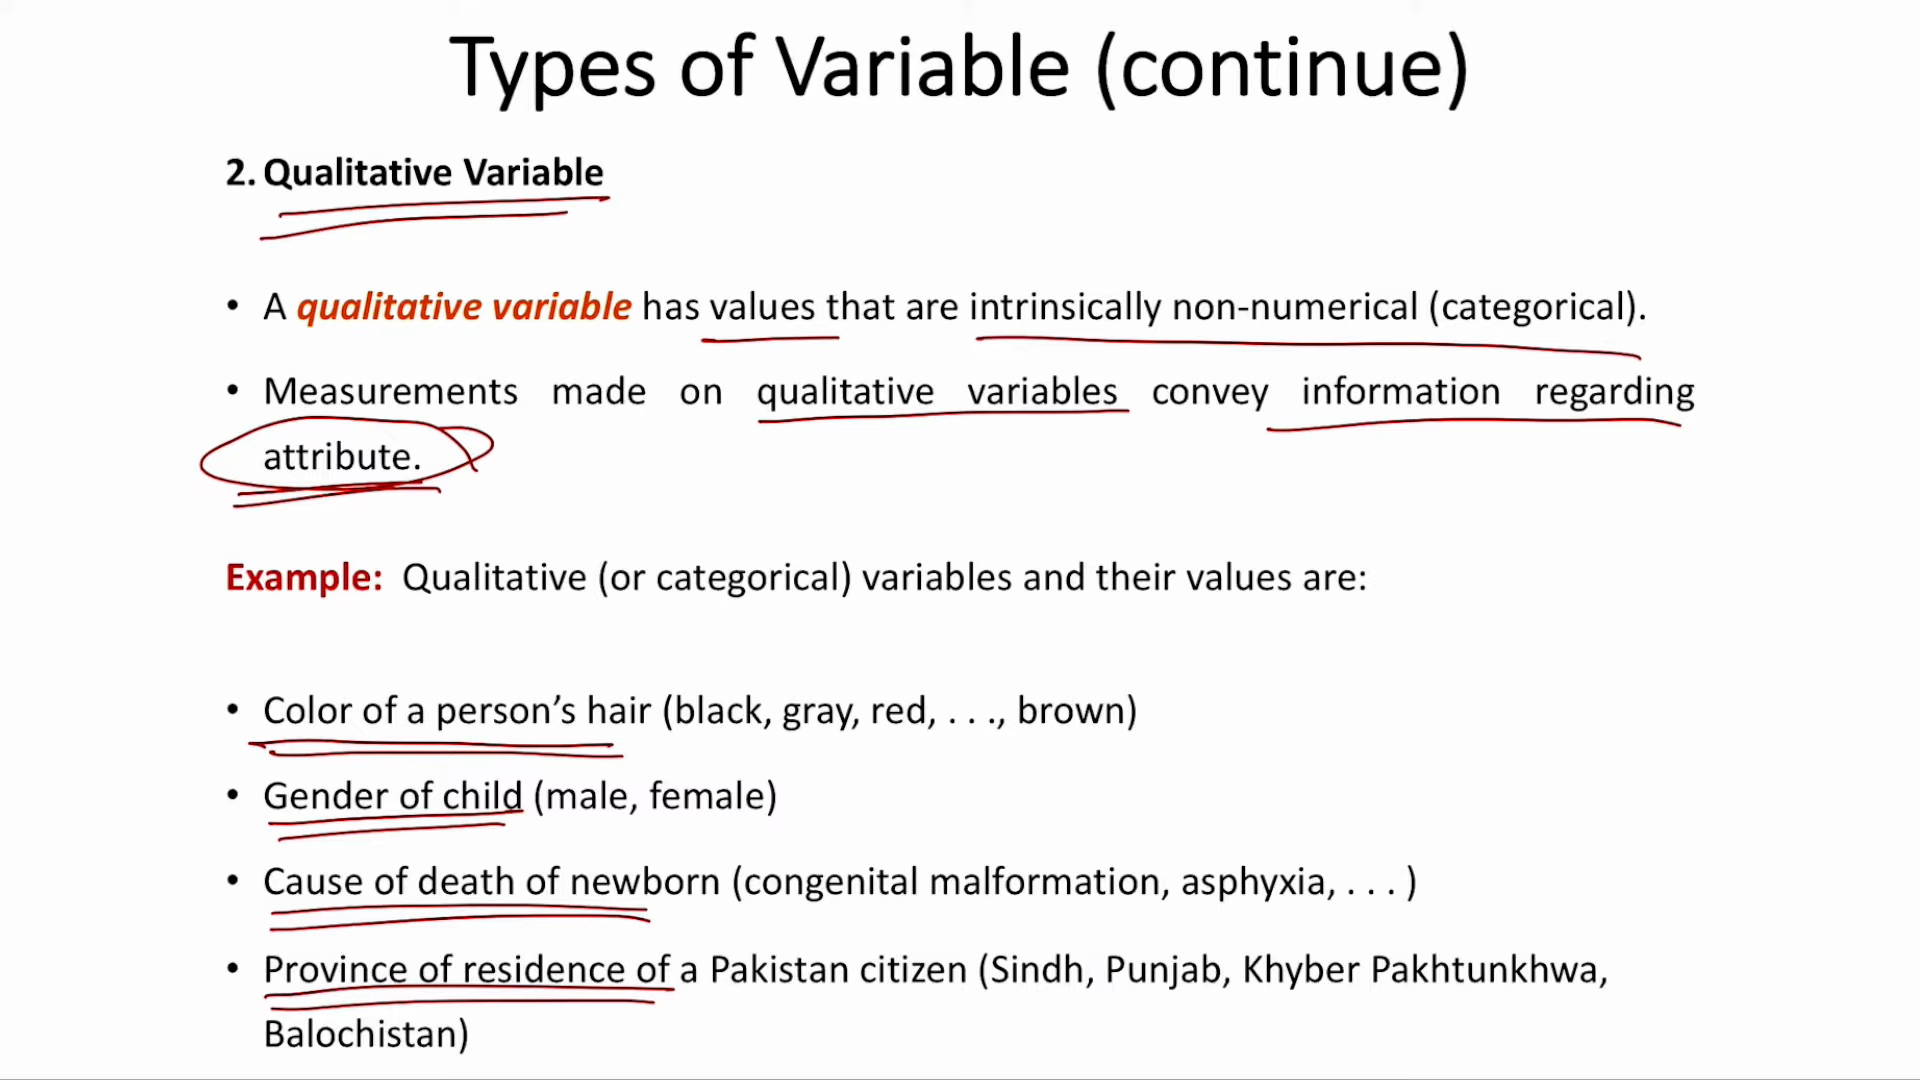 Types of Variable (continue)
2. Qualitative Variable
• A qualitative variable has values that are intrinsically non-numerical (categorical).
• Measurements made on qualitative variables convey information regarding
attribute.
Example: Qualitative (or categorical) variables and their values are:
• Color of a person’s hair (black, gray, red, . . ., brown)
• Gender of child (male, female)
• Cause of death of newborn (congenital malformation, asphyxia, . . . )
• Province of residence of a Pakistan citizen (Sindh, Punjab, Khyber Pakhtunkhwa,
Balochistan)